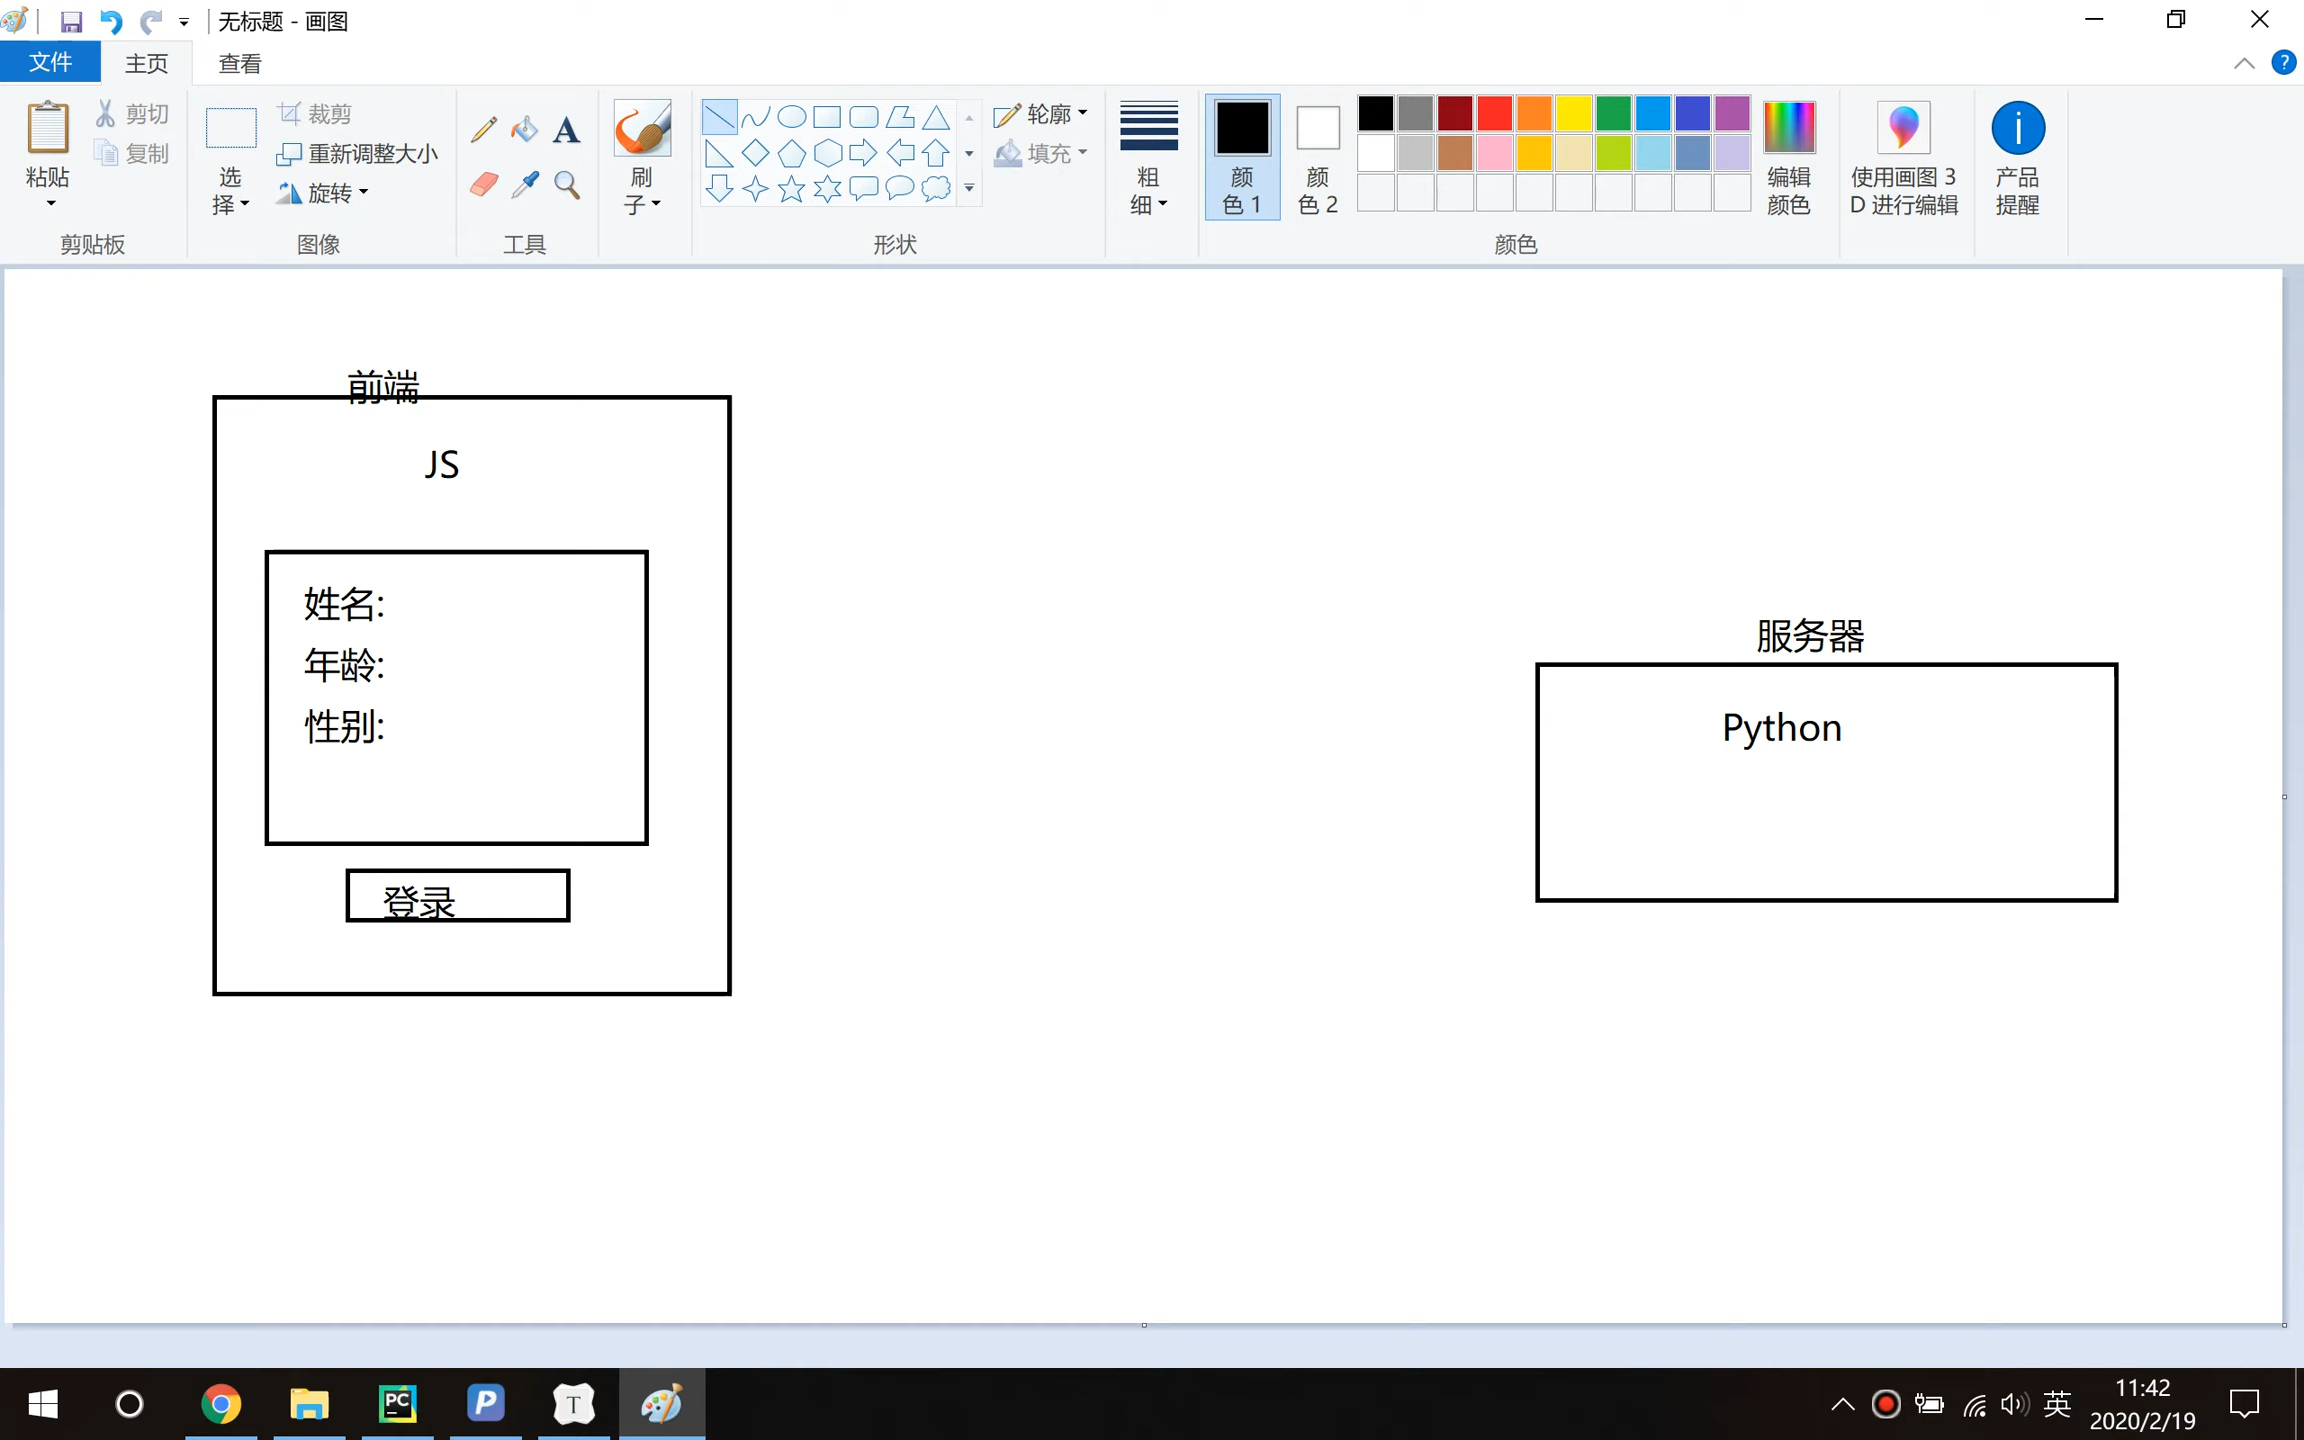 无标题 - 画图
文件 主页 查看
粘贴
剪切
复制
剪贴板
选
择
裁剪
重新调整大小
旋转
图像
A
工具
刷
子
轮廓
填充
形状
粗
细
颜
色 1
颜
色 2
编辑
颜色
颜色
使用画图 3
D 进行编辑
产品
提醒
前端
JS
姓名:
年龄:
性别:
登录
服务器
Python
PC
P
T
英
11:42
2020/2/19